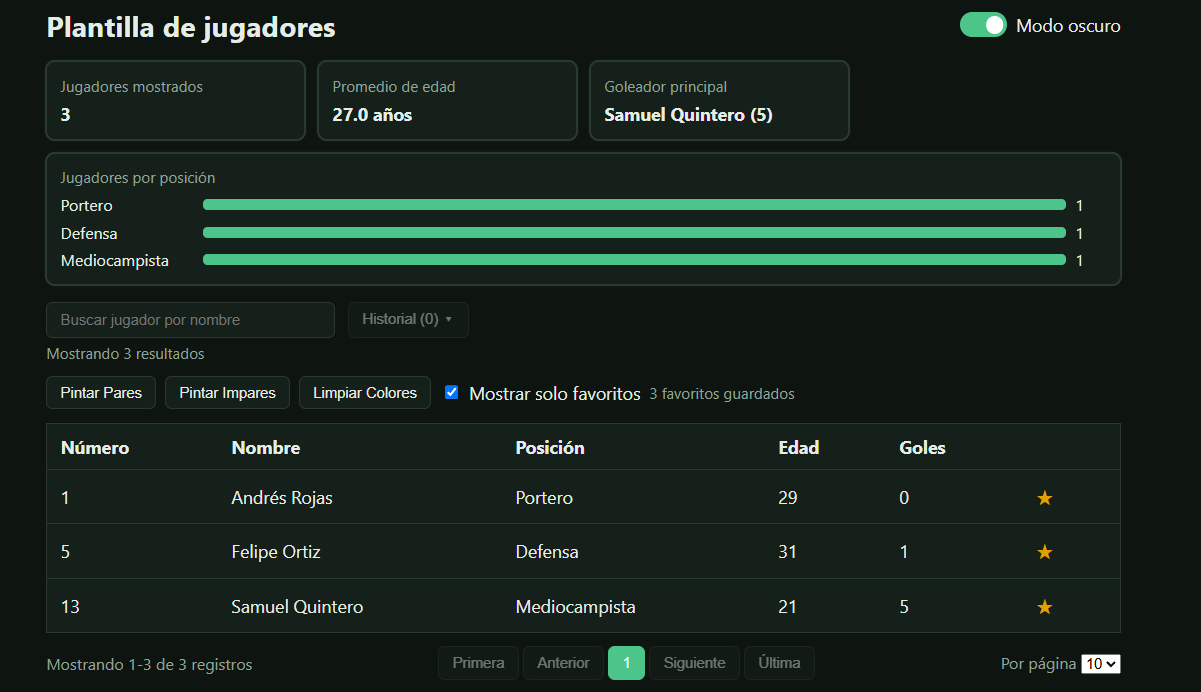 Plantilla de jugadores
Modo oscuro
Jugadores mostrados
3
Promedio de edad
27.0 años
Goleador principal
Samuel Quintero (5)
Jugadores por posición
Portero 1
Defensa 1
Mediocampista 1
Buscar jugador por nombre
Historial (0) ▾
Mostrando 3 resultados
Pintar Pares Pintar Impares Limpiar Colores Mostrar solo favoritos 3 favoritos guardados
Número Nombre Posición Edad Goles
1 Andrés Rojas Portero 29 0 ★
5 Felipe Ortiz Defensa 31 1 ★
13 Samuel Quintero Mediocampista 21 5 ★
Mostrando 1-3 de 3 registros Primera Anterior 1 Siguiente Última Por página 10